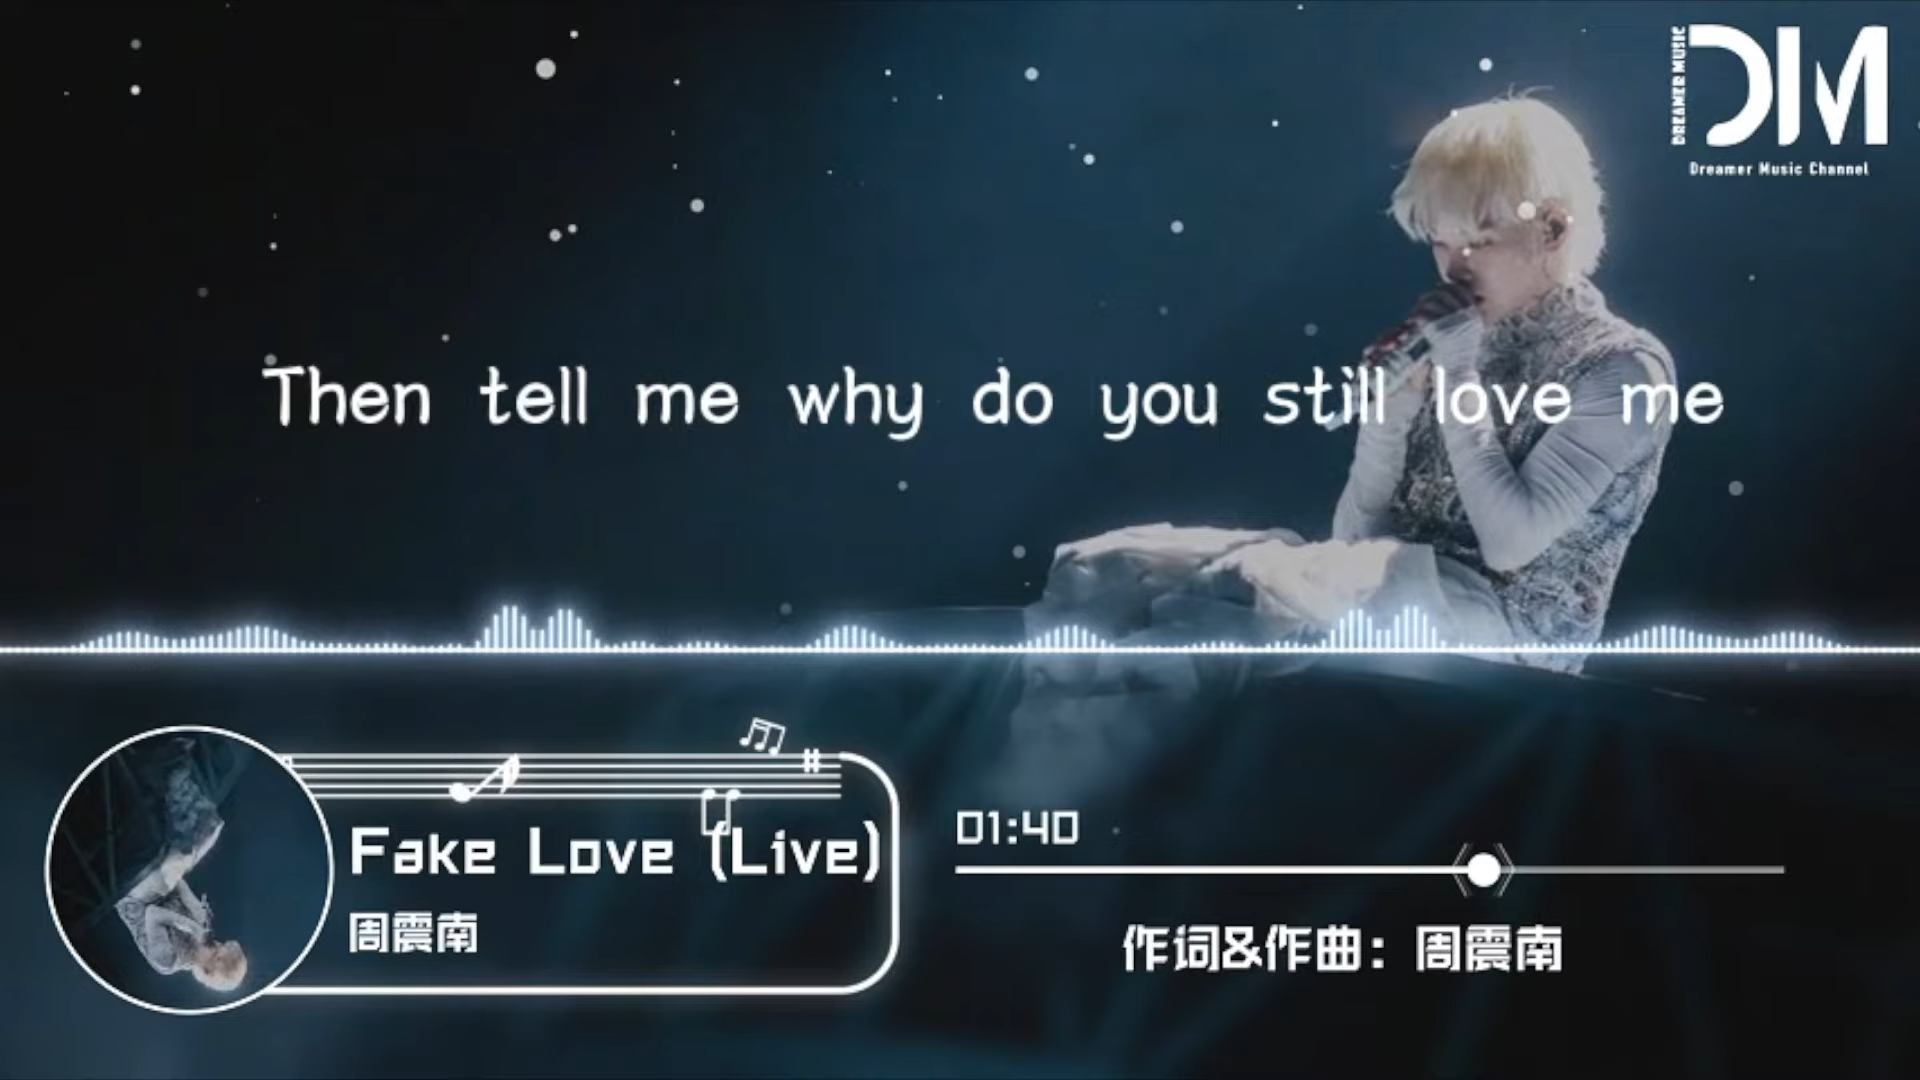 DREAMER MUSIC
DM
Dreamer Music Channel
Then tell me why do you still love me
Fake Love (Live)
周震南
01:40
作词&作曲：周震南